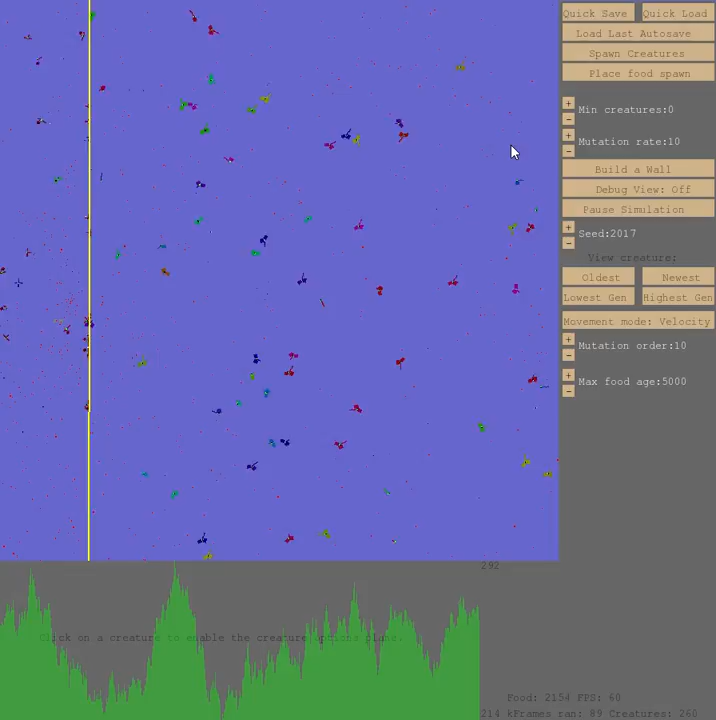 Quick Save Quick Load
Load Last Autosave
Spawn Creatures
Place food spawn
+
Min creatures:0
−
+
Mutation rate:10
−
Build a Wall
Debug View: Off
Pause Simulation
+
Seed:2017
−
View creature:
Oldest Newest
Lowest Gen Highest Gen
Movement mode: Velocity
+
Mutation order:10
−
+
Max food age:5000
−
292
Click on a creature to enable the creature options plane.
Food: 2154 FPS: 60
214 kFrames ran: 89 Creatures: 260